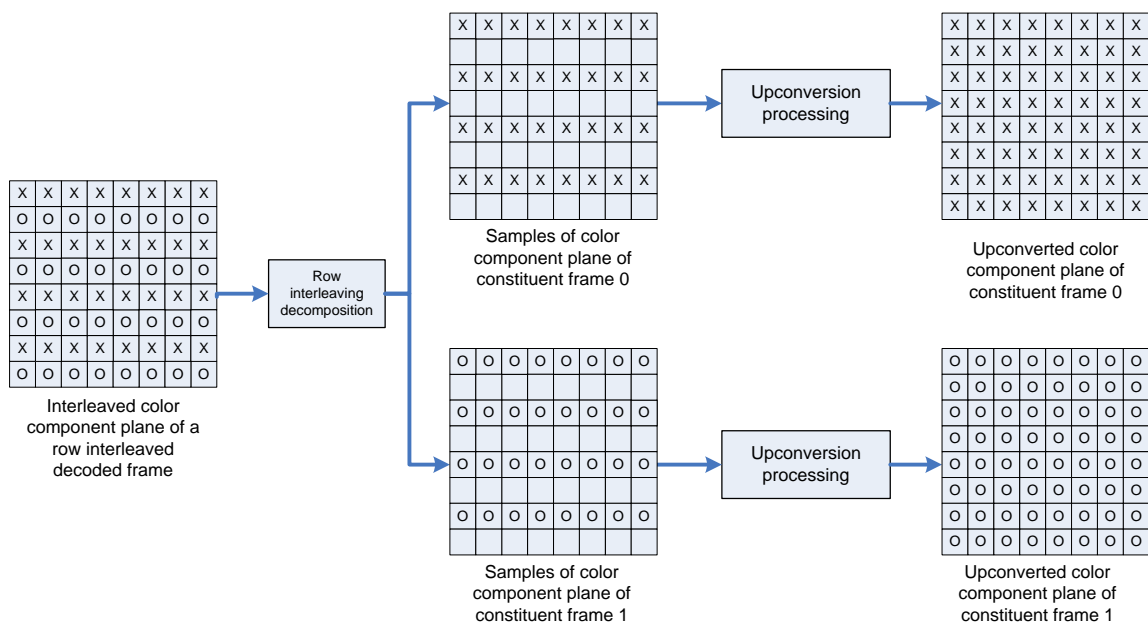 X X X X X X X X
O O O O O O O O
X X X X X X X X
O O O O O O O O
X X X X X X X X
O O O O O O O O
X X X X X X X X
O O O O O O O O
Interleaved color
component plane of a
row interleaved
decoded frame
Row
interleaving
decomposition
X X X X X X X X
X X X X X X X X
X X X X X X X X
X X X X X X X X
Samples of color
component plane of
constituent frame 0
Upconversion
processing
X X X X X X X X
X X X X X X X X
X X X X X X X X
X X X X X X X X
X X X X X X X X
X X X X X X X X
X X X X X X X X
X X X X X X X X
Upconverted color
component plane of
constituent frame 0
O O O O O O O O
O O O O O O O O
O O O O O O O O
O O O O O O O O
Samples of color
component plane of
constituent frame 1
Upconversion
processing
O O O O O O O O
O O O O O O O O
O O O O O O O O
O O O O O O O O
O O O O O O O O
O O O O O O O O
O O O O O O O O
O O O O O O O O
Upconverted color
component plane of
constituent frame 1